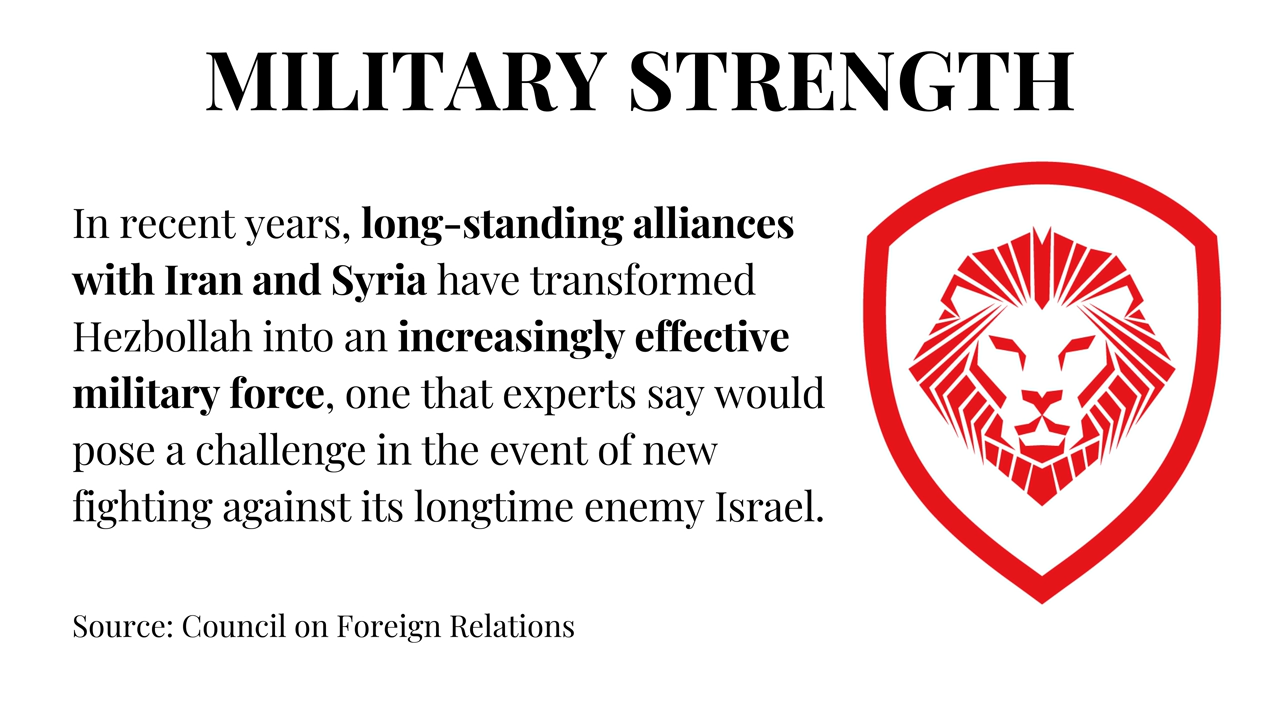 MILITARY STRENGTH
In recent years, long-standing alliances
with Iran and Syria have transformed
Hezbollah into an increasingly effective
military force, one that experts say would
pose a challenge in the event of new
fighting against its longtime enemy Israel.
Source: Council on Foreign Relations